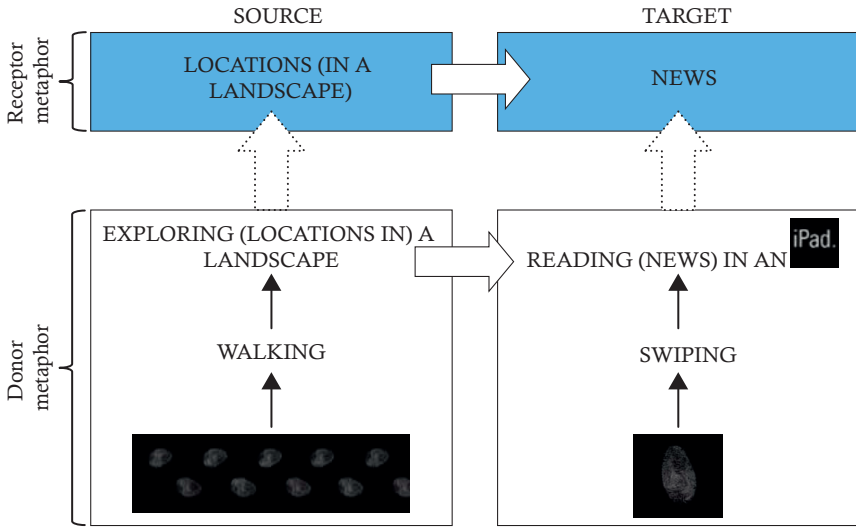 SOURCE
TARGET
Receptor
metaphor
LOCATIONS (IN A
LANDSCAPE)
NEWS
Donor
metaphor
EXPLORING (LOCATIONS IN) A
LANDSCAPE
READING (NEWS) IN AN
iPad.
WALKING
SWIPING